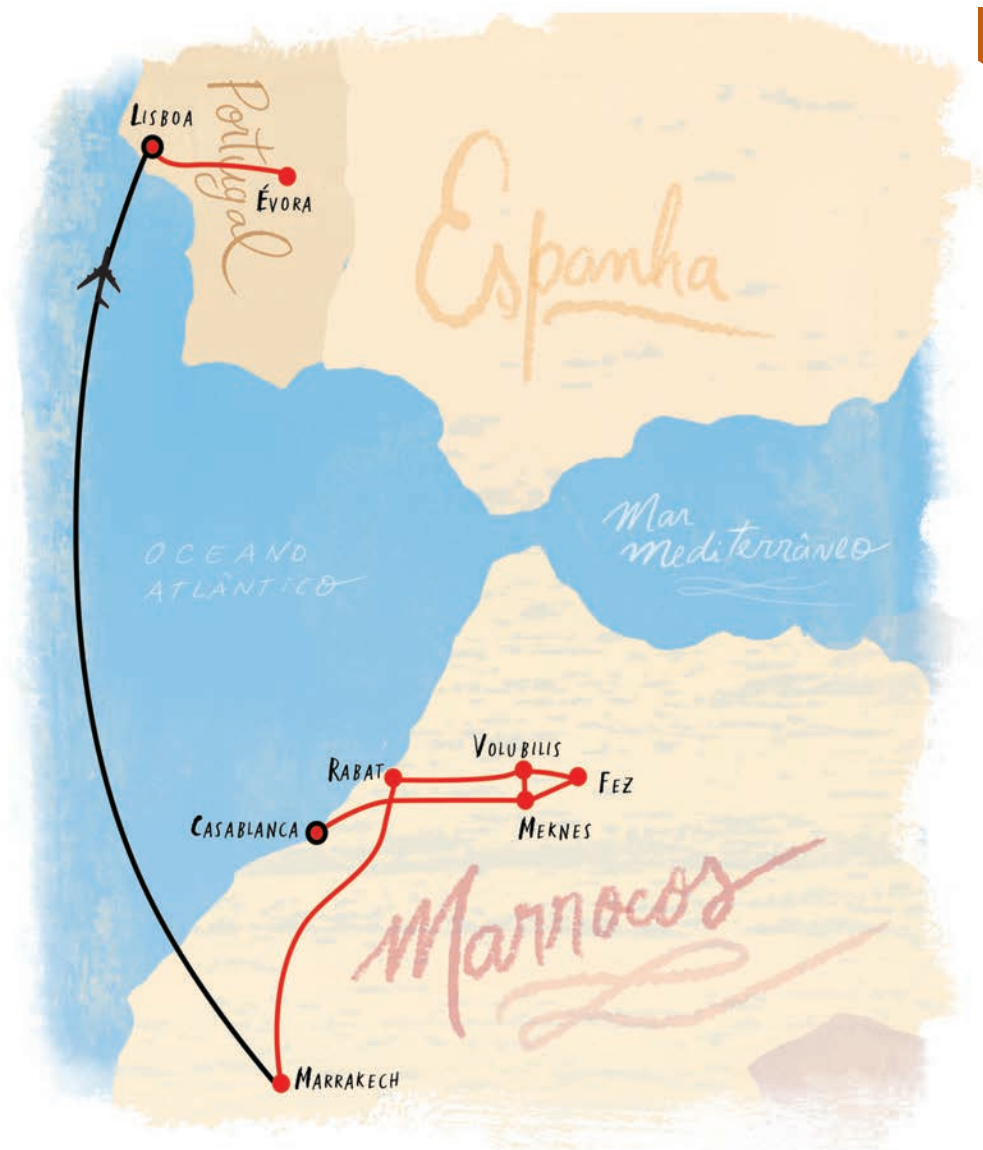 LISBOA
Portugal
ÉVORA
Espanha
Mar
Mediterrâneo
OCEANO
ATLÂNTICO
VOLUBILIS
RABAT
FEZ
CASABLANCA
MEKNES
Marrocos
MARRAKECH